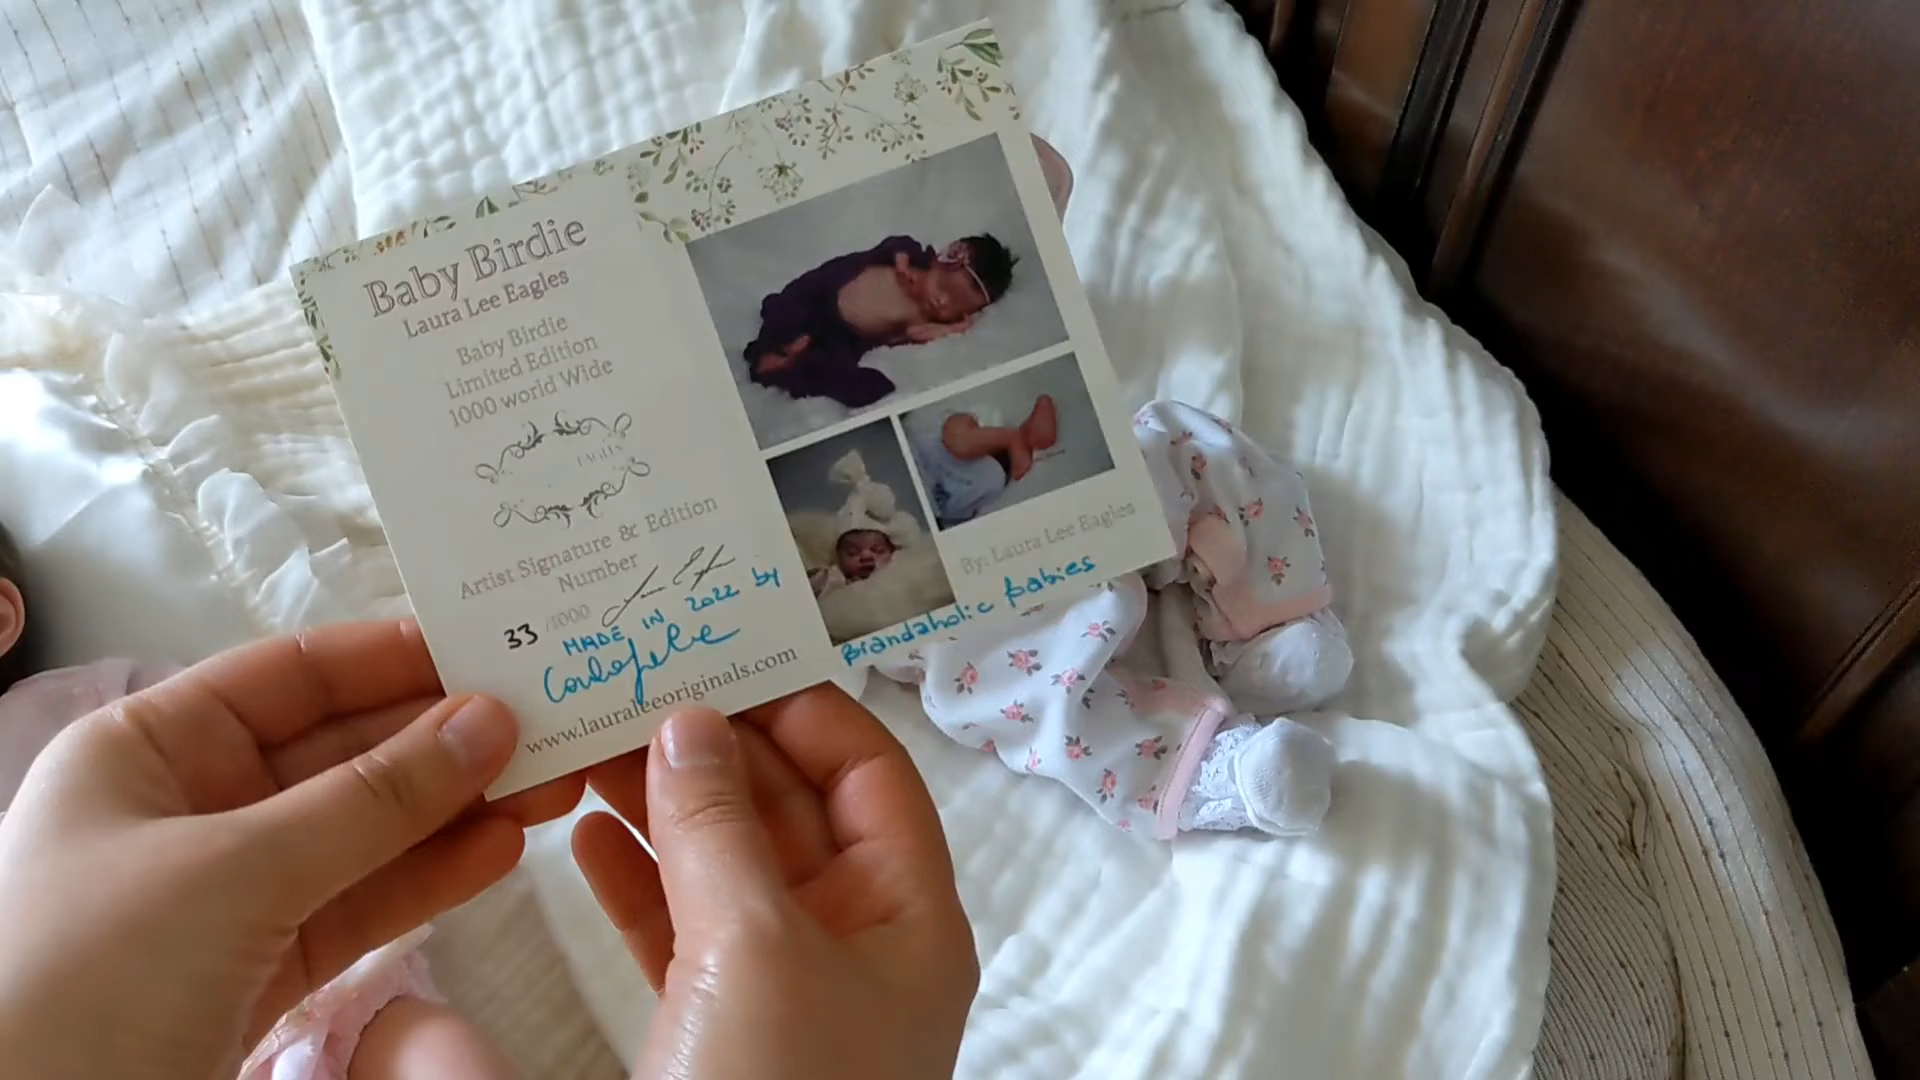 Baby Birdie
Laura Lee Eagles
Baby Birdie
Limited Edition
1000 world Wide
EAGLES
Artist Signature & Edition
Number
33 /1000
MADE IN 2022 by
www.lauraleeoriginals.com
By: Laura Lee Eagles
Brandaholic babies